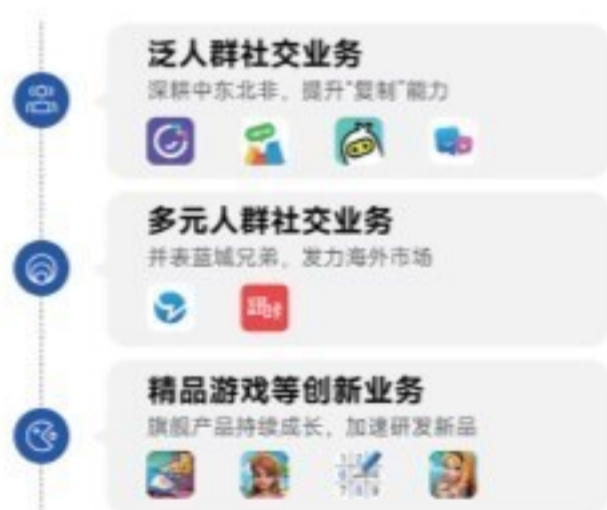 泛人群社交业务
深耕中东北非，提升“复制”能力
多元人群社交业务
并表蓝城兄弟，发力海外市场
精品游戏等创新业务
旗舰产品持续成长，加速研发新品